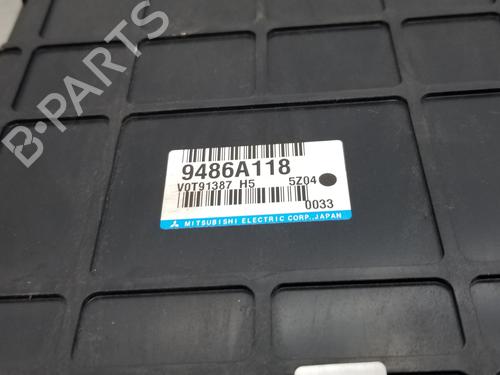 B-PARTS
9486A118
V0T91387 H5 5Z04
0033
MITSUBISHI ELECTRIC CORP.,JAPAN